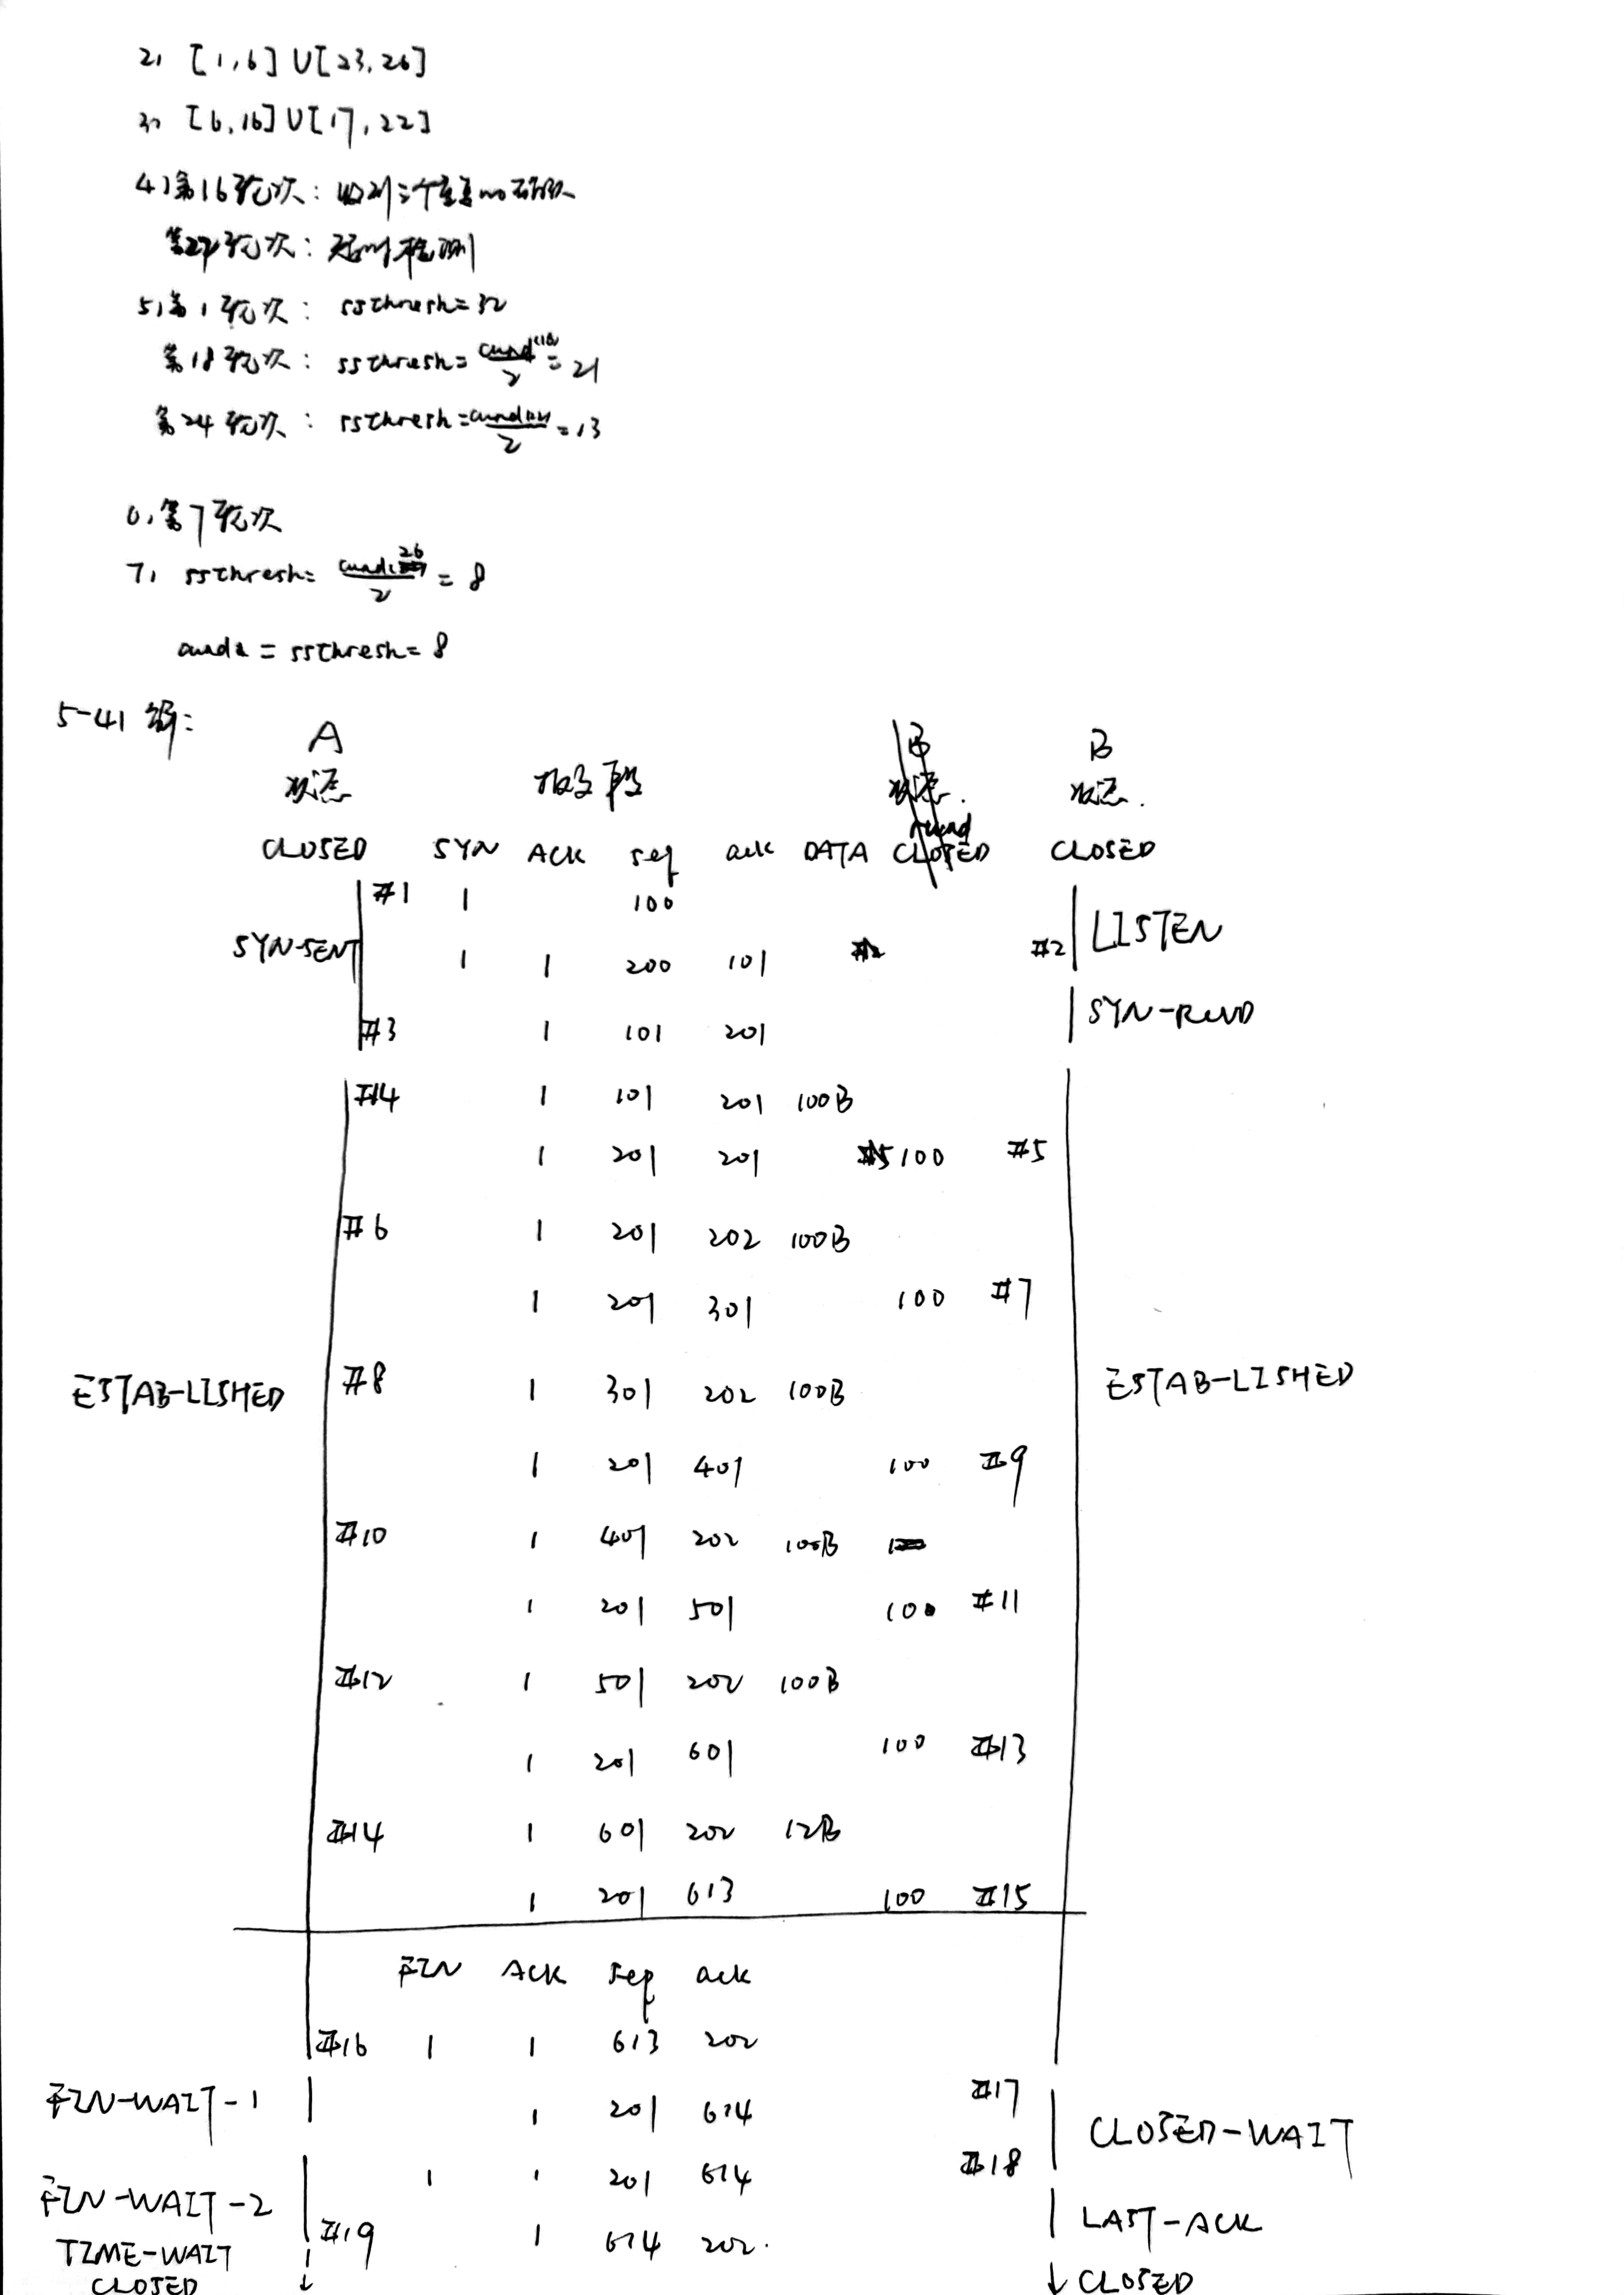 2) [1,6]∪[23,26]
3) [6,16]∪[17,22]
4) 第16轮次: 收到三个重复的确认
第22轮次: 超时检测
5) 第1轮次: ssthresh=32
第18轮次: ssthresh= cwnd(16)/2 = 21
第24轮次: ssthresh= cwnd(22)/2 = 13
6, 第7轮次
7) ssthresh= cwnd(26)/2 = 8
cwnd = ssthresh= 8
5-41 解:
A B
状态 报文段 状态.
CLOSED SYN ACK seq ack DATA rwnd CLOSED
#1 1 100 LISTEN
SYN-SENT 1 1 200 101 #2
SYN-RCVD
#3 1 101 201
#4 1 101 201 100B
1 201 201 100 #5
#6 1 201 202 100B
1 201 301 100 #7
ESTAB-LISHED #8 1 301 202 100B ESTAB-LISHED
1 201 401 100 #9
#10 1 401 202 100B
1 201 501 100 #11
#12 1 501 202 100B
1 201 601 100 #13
#14 1 601 202 12B
1 201 613 100 #15
FIN ACK seq ack
#16 1 1 613 202
FIN-WAIT-1 1 201 614 #17 CLOSED-WAIT
FIN-WAIT-2 1 1 201 614 #18
#19 1 614 202. LAST-ACK
TIME-WAIT
CLOSED ↓ ↓ CLOSED